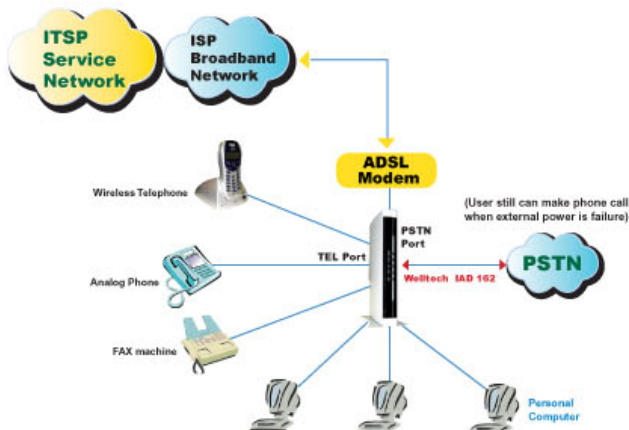 ITSP
Service
Network
ISP
Broadband
Network
ADSL
Modem
Wireless Telephone
(User still can make phone call
when external power is failure)
PSTN
Port
TEL Port
PSTN
Welltech IAD 162
Analog Phone
FAX machine
Personal
Computer